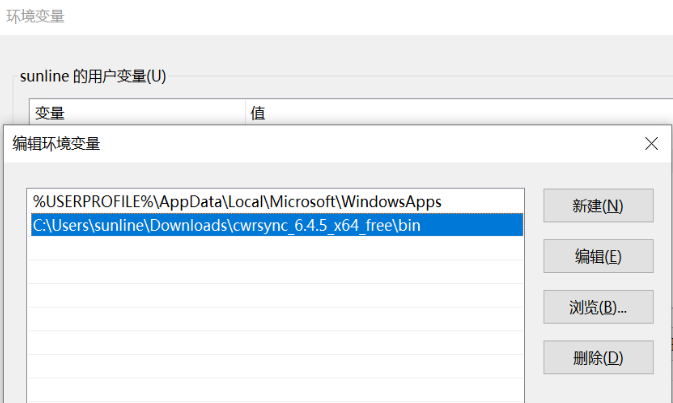 环境变量
sunline 的用户变量(U)
变量 值
编辑环境变量
%USERPROFILE%\AppData\Local\Microsoft\WindowsApps
新建(N)
C:\Users\sunline\Downloads\cwrsync_6.4.5_x64_free\bin
编辑(E)
浏览(B)...
删除(D)